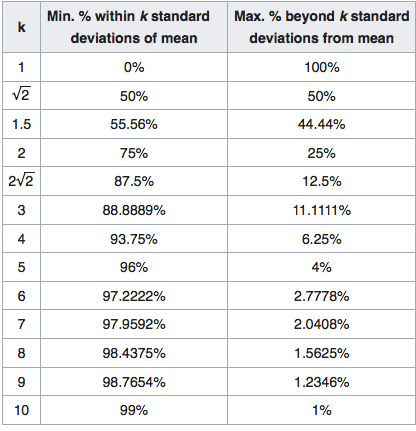 k Min. % within k standard deviations of mean Max. % beyond k standard deviations from mean
1 0% 100%
√2 50% 50%
1.5 55.56% 44.44%
2 75% 25%
2√2 87.5% 12.5%
3 88.8889% 11.1111%
4 93.75% 6.25%
5 96% 4%
6 97.2222% 2.7778%
7 97.9592% 2.0408%
8 98.4375% 1.5625%
9 98.7654% 1.2346%
10 99% 1%